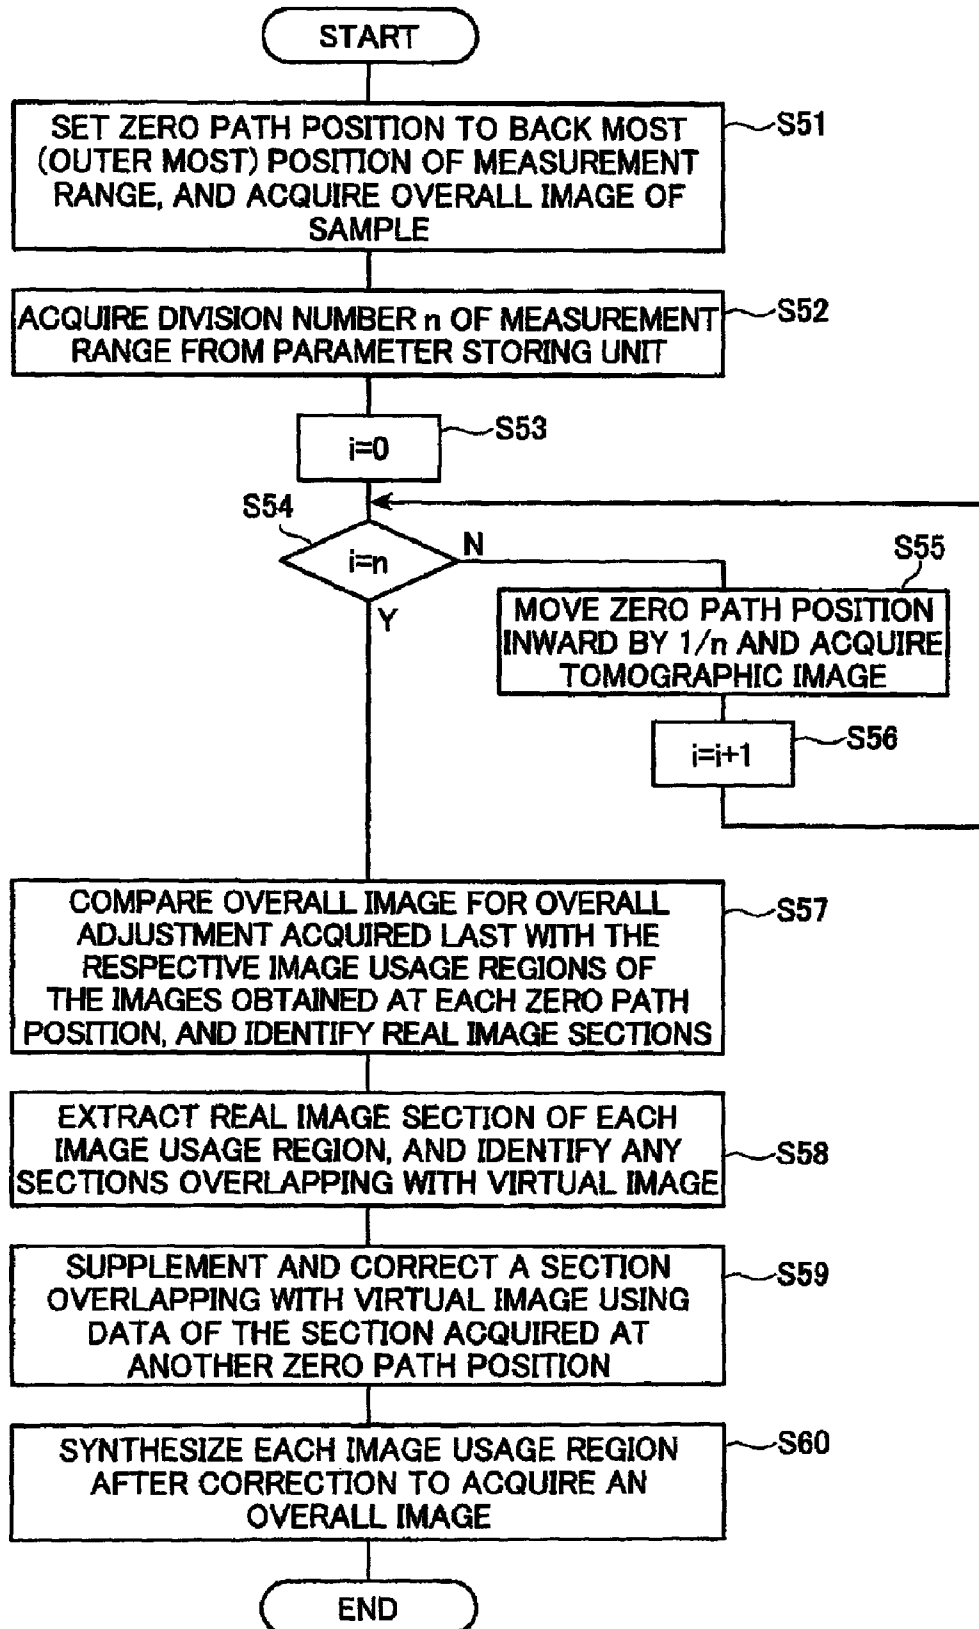 START
SET ZERO PATH POSITION TO BACK MOST
(OUTER MOST) POSITION OF MEASUREMENT
RANGE, AND ACQUIRE OVERALL IMAGE OF
SAMPLE
S51
ACQUIRE DIVISION NUMBER n OF MEASUREMENT
RANGE FROM PARAMETER STORING UNIT
S52
i=0
S53
S54
i=n
N
Y
S55
MOVE ZERO PATH POSITION
INWARD BY 1/n AND ACQUIRE
TOMOGRAPHIC IMAGE
i=i+1
S56
COMPARE OVERALL IMAGE FOR OVERALL
ADJUSTMENT ACQUIRED LAST WITH THE
RESPECTIVE IMAGE USAGE REGIONS OF
THE IMAGES OBTAINED AT EACH ZERO PATH
POSITION, AND IDENTIFY REAL IMAGE SECTIONS
S57
EXTRACT REAL IMAGE SECTION OF EACH
IMAGE USAGE REGION, AND IDENTIFY ANY
SECTIONS OVERLAPPING WITH VIRTUAL IMAGE
S58
SUPPLEMENT AND CORRECT A SECTION
OVERLAPPING WITH VIRTUAL IMAGE USING
DATA OF THE SECTION ACQUIRED AT
ANOTHER ZERO PATH POSITION
S59
SYNTHESIZE EACH IMAGE USAGE REGION
AFTER CORRECTION TO ACQUIRE AN
OVERALL IMAGE
S60
END